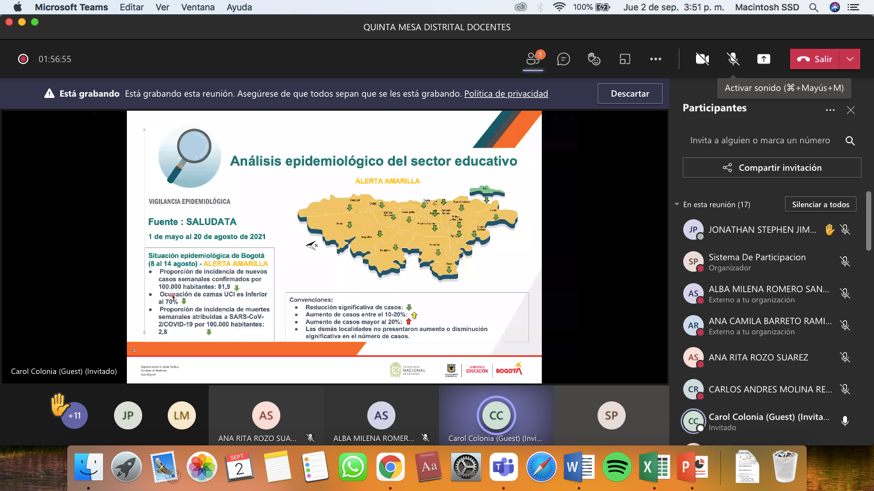 Microsoft Teams Editar Ver Ventana Ayuda 100% Jue 2 de sep. 3:51 p. m. Macintosh SSD
QUINTA MESA DISTRITAL DOCENTES
01:56:55 1 Salir
Activar sonido (⌘+Mayús+M)
Está grabando Está grabando esta reunión. Asegúrese de que todos sepan que se les está grabando. Política de privacidad Descartar
Análisis epidemiológico del sector educativo
ALERTA AMARILLA
VIGILANCIA EPIDEMIOLÓGICA
Fuente : SALUDATA
1 de mayo al 20 de agosto de 2021
Situación epidemiológica de Bogotá
(8 al 14 agosto) - ALERTA AMARILLA
● Proporción de incidencia de nuevos
casos semanales confirmados por
100.000 habitantes: 81,9
● Ocupación de camas UCI es inferior
al 70%
● Proporción de incidencia de muertes
semanales atribuidas a SARS-CoV-
2/COVID-19 por 100.000 habitantes:
2,8
Convenciones:
● Reducción significativa de casos:
● Aumento de casos entre el 10-20%:
● Aumento de casos mayor al 20%:
● Las demás localidades no presentaron aumento o disminución
significativa en el número de casos.
UNIVERSIDAD
NACIONAL
DE COLOMBIA
EDUCACIÓN
BOGOTÁ
Carol Colonia (Guest) (Invitado)
+11 JP LM AS AS CC SP
ANA RITA ROZO SUA... ALBA MILENA ROMER... Carol Colonia (Guest) (Invi...
Participantes
Invita a alguien o marca un número
Compartir invitación
En esta reunión (17) Silenciar a todos
JP JONATHAN STEPHEN JIM...
SP Sistema De Participacion
Organizador
AS ALBA MILENA ROMERO SAN...
Externo a tu organización
AR ANA CAMILA BARRETO RAMI...
Externo a tu organización
AS ANA RITA ROZO SUAREZ
CR CARLOS ANDRES MOLINA RE...
CC Carol Colonia (Guest) (Invita...
Invitado
SEPT.
2
Aa
W
X
P
DOCX